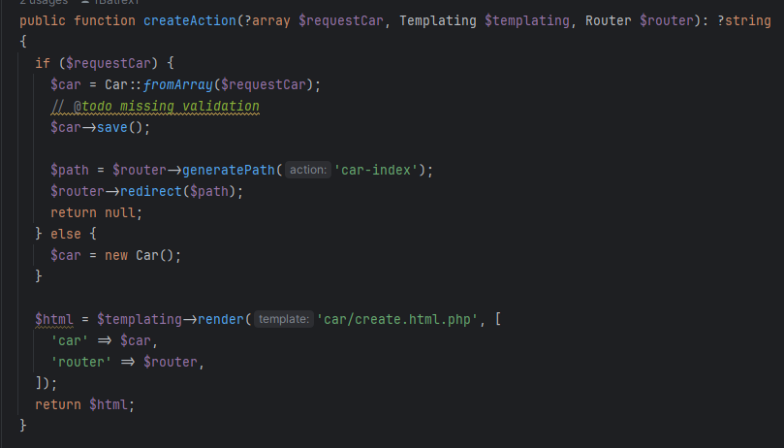 2 usages
public function createAction(?array $requestCar, Templating $templating, Router $router): ?string
{
if ($requestCar) {
$car = Car::fromArray($requestCar);
// @todo missing validation
$car->save();
$path = $router->generatePath( action: 'car-index');
$router->redirect($path);
return null;
} else {
$car = new Car();
}
$html = $templating->render( template: 'car/create.html.php', [
'car' => $car,
'router' => $router,
]);
return $html;
}